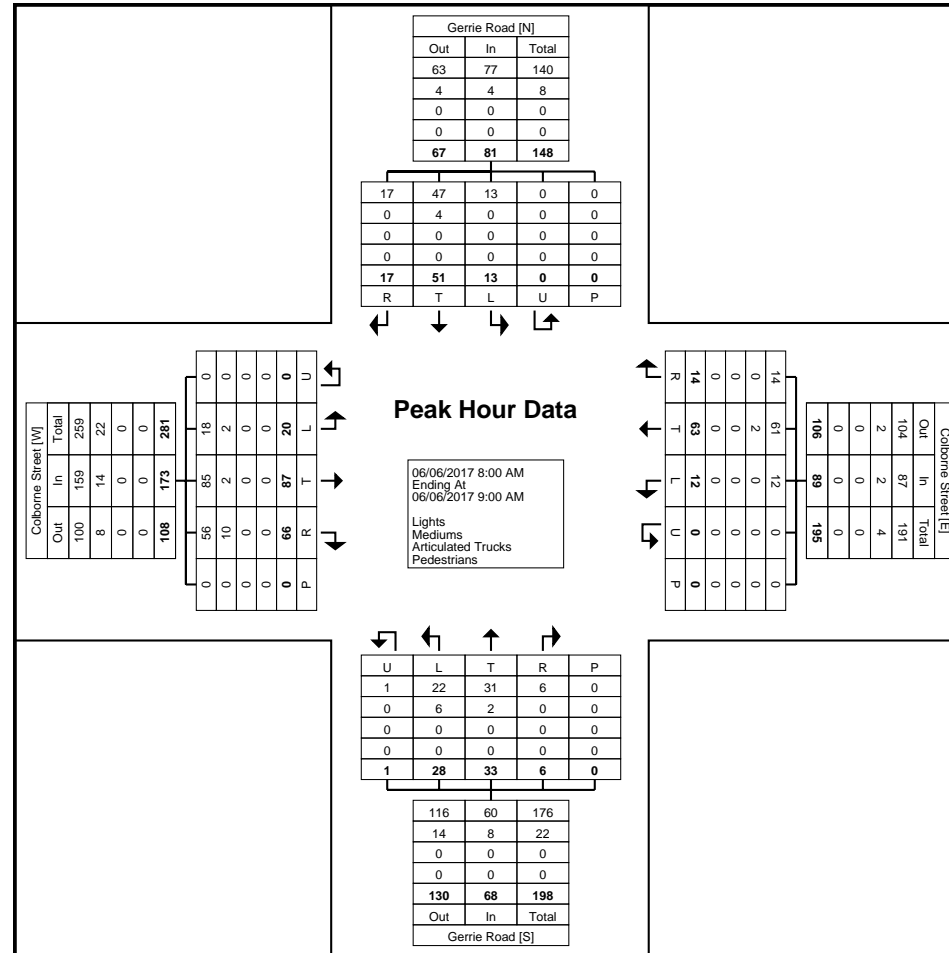 Gerrie Road [N]
Out In Total
63 77 140
4 4 8
0 0 0
0 0 0
67 81 148
17 47 13 0 0
0 4 0 0 0
0 0 0 0 0
0 0 0 0 0
17 51 13 0 0
R T L U P
Colborne Street [W]
Total In Out
259 159 100
22 14 8
0 0 0
0 0 0
281 173 108
0 18 85 56 0
0 2 2 10 0
0 0 0 0 0
0 0 0 0 0
0 20 87 66 0
U L T R P
Peak Hour Data
06/06/2017 8:00 AM
Ending At
06/06/2017 9:00 AM
Lights
Mediums
Articulated Trucks
Pedestrians
R T L U P
14 63 12 0 0
0 0 0 0 0
0 0 0 0 0
0 2 0 0 0
14 61 12 0 0
106 89 195
0 0 0
0 0 0
2 2 4
104 87 191
Out In Total
Colborne Street [E]
U L T R P
1 22 31 6 0
0 6 2 0 0
0 0 0 0 0
0 0 0 0 0
1 28 33 6 0
116 60 176
14 8 22
0 0 0
0 0 0
130 68 198
Out In Total
Gerrie Road [S]